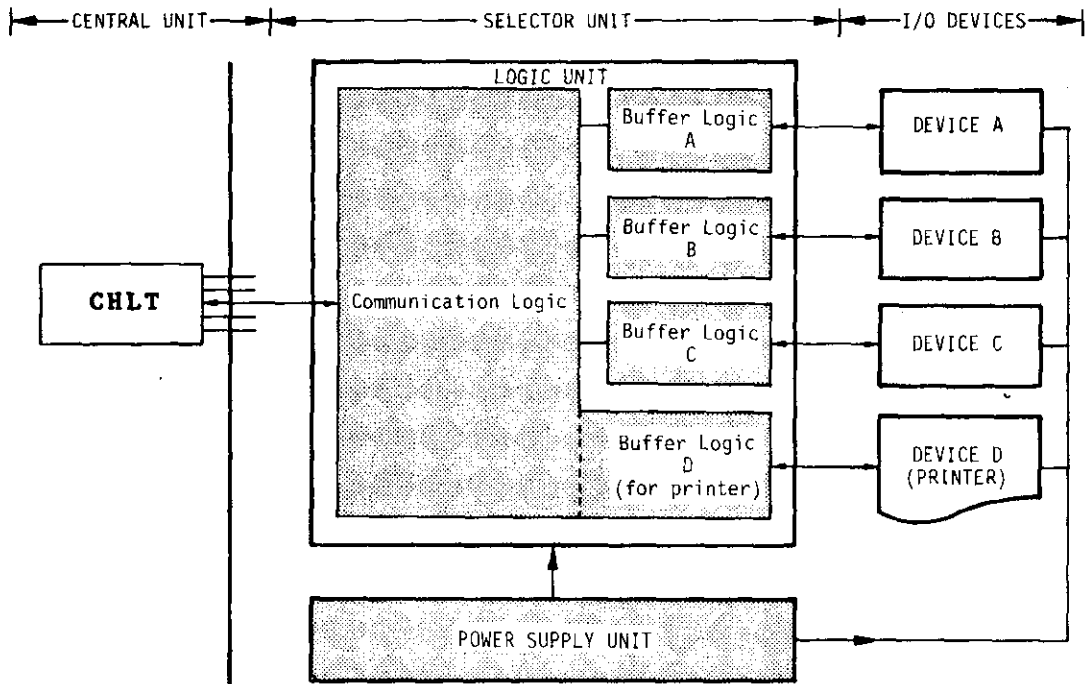 CENTRAL UNIT
SELECTOR UNIT
I/O DEVICES
LOGIC UNIT
Buffer Logic
A
DEVICE A
Buffer Logic
B
DEVICE B
CHLT
Communication Logic
Buffer Logic
C
DEVICE C
Buffer Logic
D
(for printer)
DEVICE D
(PRINTER)
POWER SUPPLY UNIT